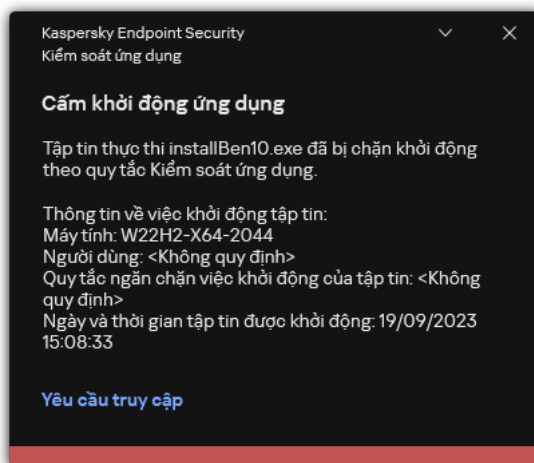 Kaspersky Endpoint Security
Kiểm soát ứng dụng
Cấm khởi động ứng dụng
Tập tin thực thi installBen10.exe đã bị chặn khởi động
theo quy tắc Kiểm soát ứng dụng.
Thông tin về việc khởi động tập tin:
Máy tính: W22H2-X64-2044
Người dùng: <Không quy định>
Quy tắc ngăn chặn việc khởi động của tập tin: <Không
quy định>
Ngày và thời gian tập tin được khởi động: 19/09/2023
15:08:33
Yêu cầu truy cập